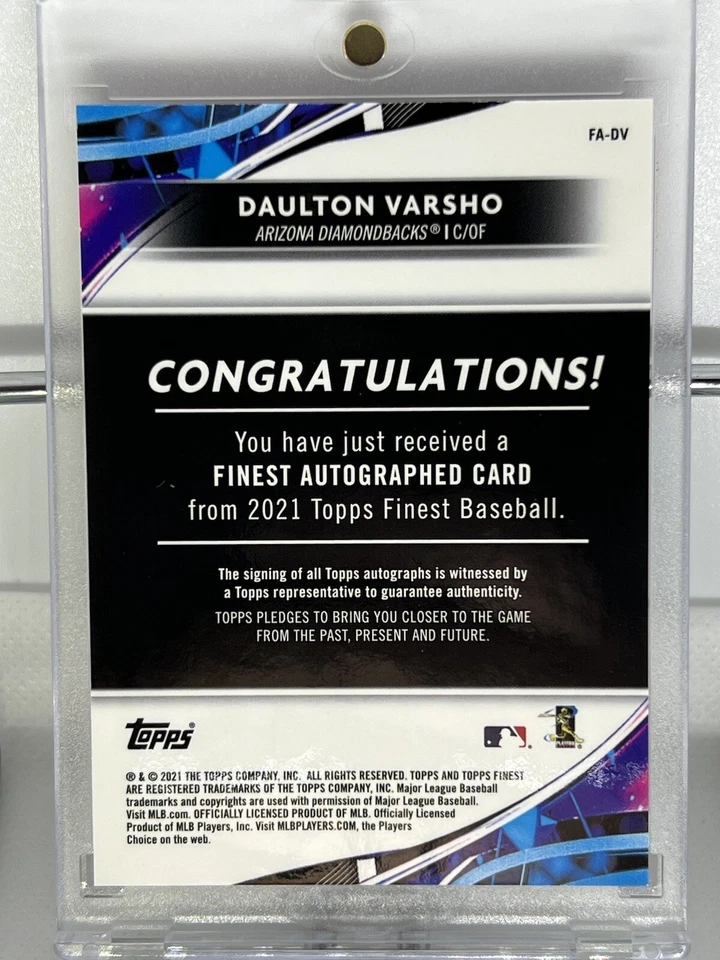 FA-DV
DAULTON VARSHO
ARIZONA DIAMONDBACKS® | C/OF
CONGRATULATIONS!
You have just received a
FINEST AUTOGRAPHED CARD
from 2021 Topps Finest Baseball.
The signing of all Topps autographs is witnessed by
a Topps representative to guarantee authenticity.
TOPPS PLEDGES TO BRING YOU CLOSER TO THE GAME
FROM THE PAST, PRESENT AND FUTURE.
Topps®
PLAYERS
® & © 2021 THE TOPPS COMPANY, INC. ALL RIGHTS RESERVED. TOPPS AND TOPPS FINEST
ARE REGISTERED TRADEMARKS OF THE TOPPS COMPANY, INC. Major League Baseball
trademarks and copyrights are used with permission of Major League Baseball.
Visit MLB.com. OFFICIALLY LICENSED PRODUCT OF MLB. Officially Licensed
Product of MLB Players, Inc. Visit MLBPLAYERS.COM, the Players
Choice on the web.